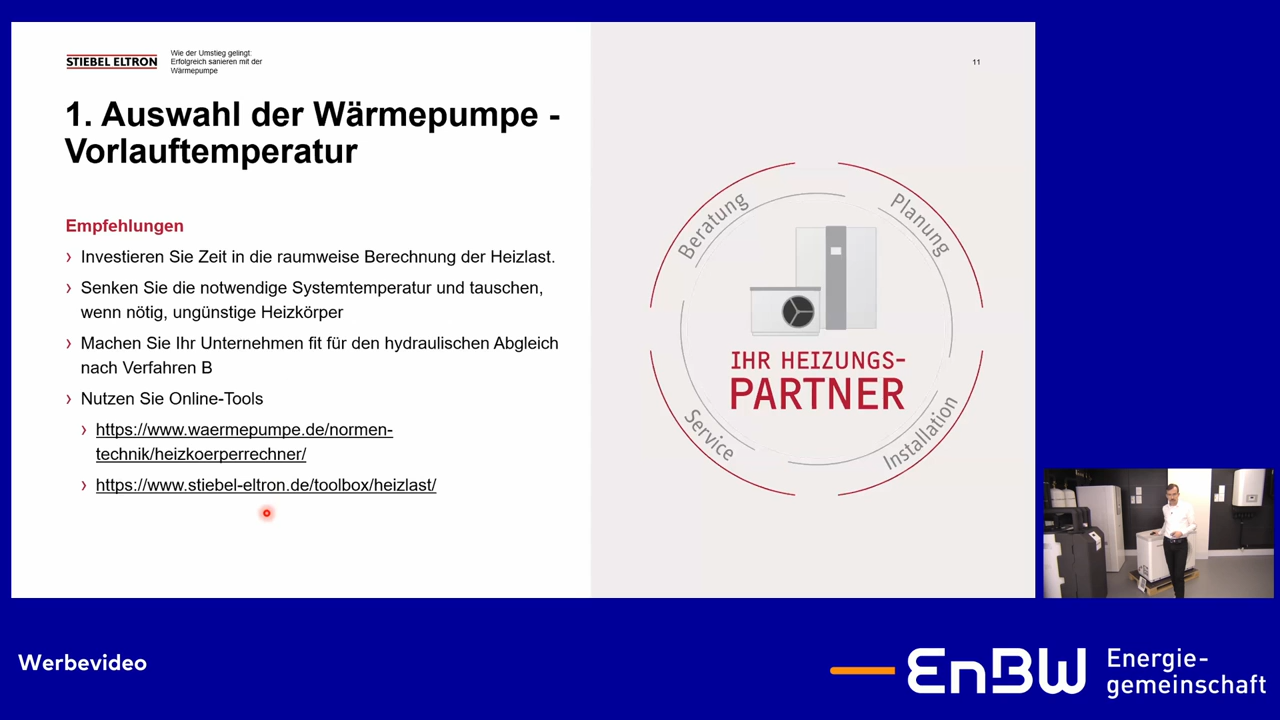 STIEBEL ELTRON
Wie der Umstieg gelingt:
Erfolgreich sanieren mit der
Wärmepumpe
11
1. Auswahl der Wärmepumpe -
Vorlauftemperatur
Empfehlungen
› Investieren Sie Zeit in die raumweise Berechnung der Heizlast.
› Senken Sie die notwendige Systemtemperatur und tauschen,
wenn nötig, ungünstige Heizkörper
› Machen Sie Ihr Unternehmen fit für den hydraulischen Abgleich
nach Verfahren B
› Nutzen Sie Online-Tools
› https://www.waermepumpe.de/normen-
technik/heizkoerperrechner/
› https://www.stiebel-eltron.de/toolbox/heizlast/
Beratung
Planung
IHR HEIZUNGS-
PARTNER
Service
Installation
Werbevideo
EnBW
Energie-
gemeinschaft